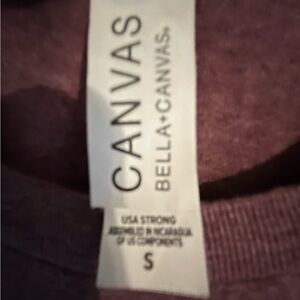 CANVAS
BELLA+CANVAS®
USA STRONG
ASSEMBLED IN NICARAGUA
OF US COMPONENTS
S